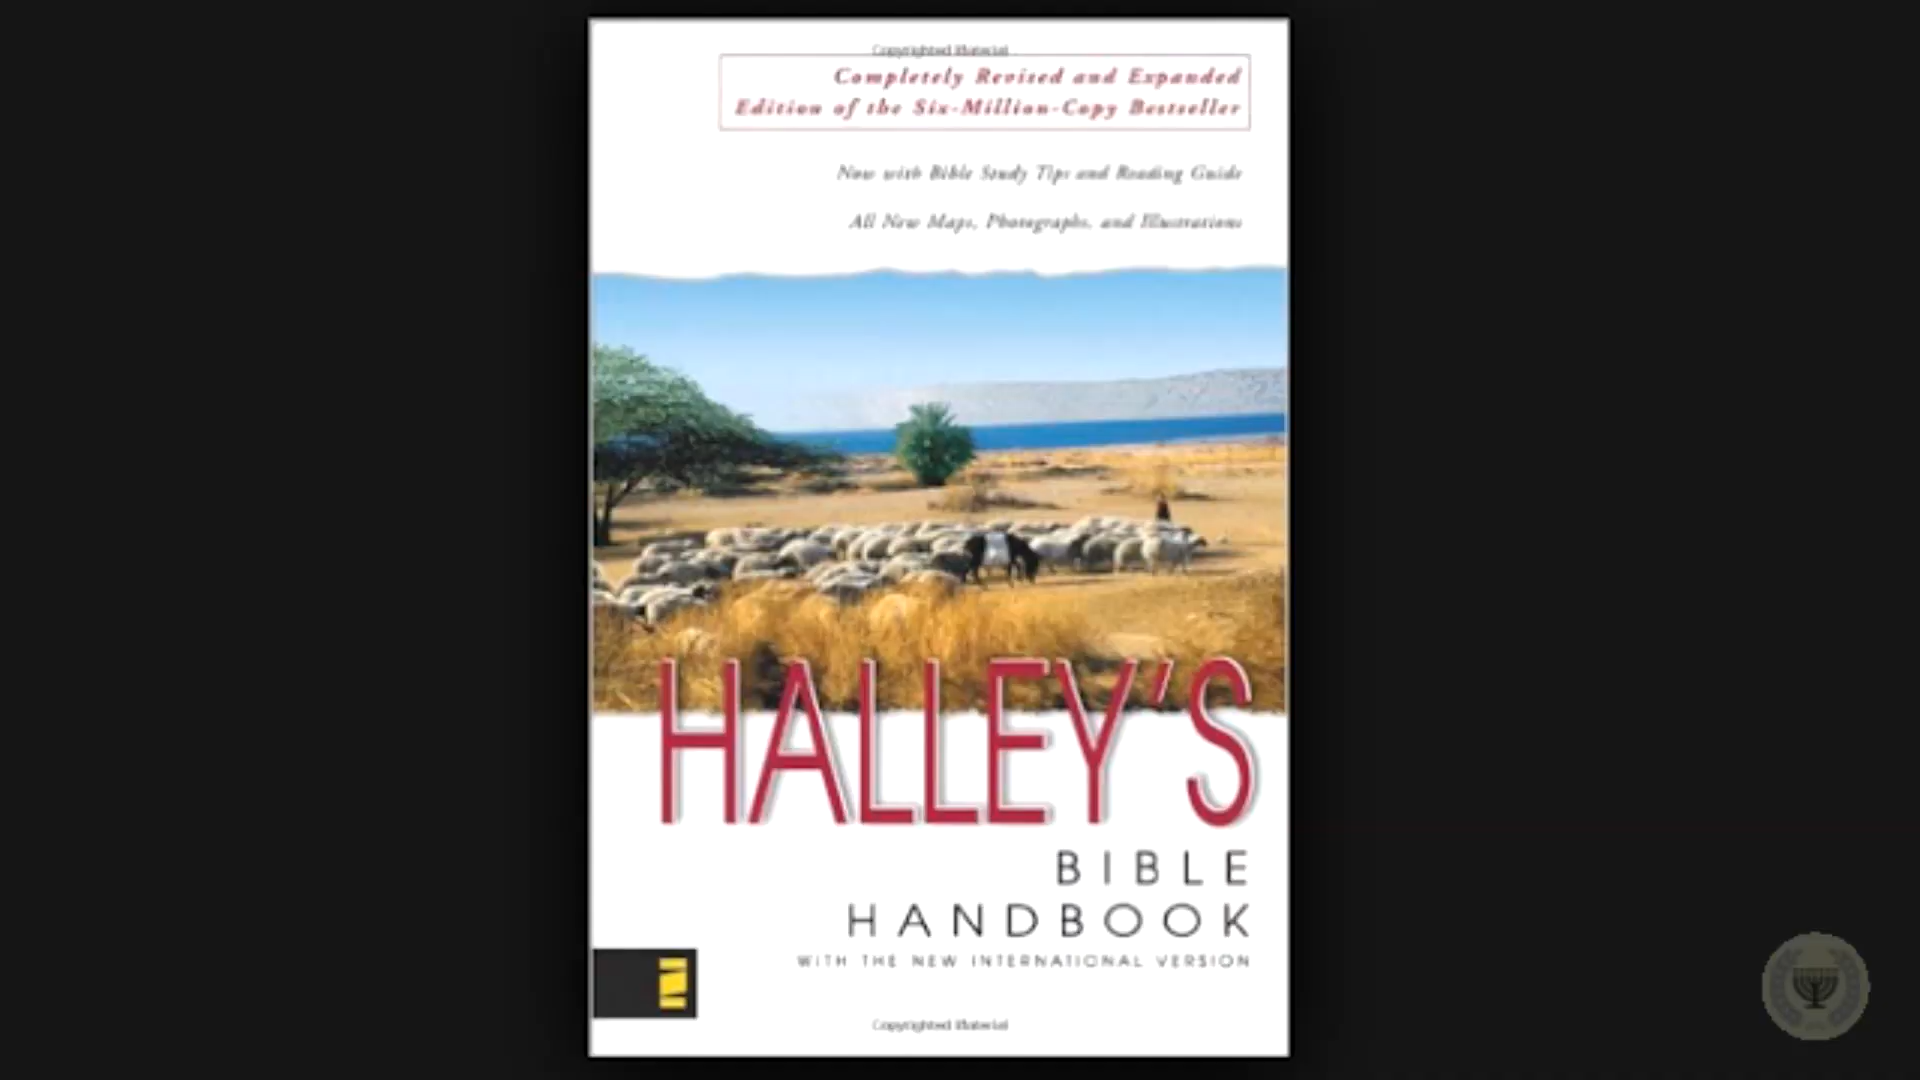 Copyrighted Material
Completely Revised and Expanded
Edition of the Six-Million-Copy Bestseller
Now with Bible Study Tips and Reading Guide
All New Maps, Photographs, and Illustrations
HALLEY'S
BIBLE
HANDBOOK
WITH THE NEW INTERNATIONAL VERSION
Copyrighted Material